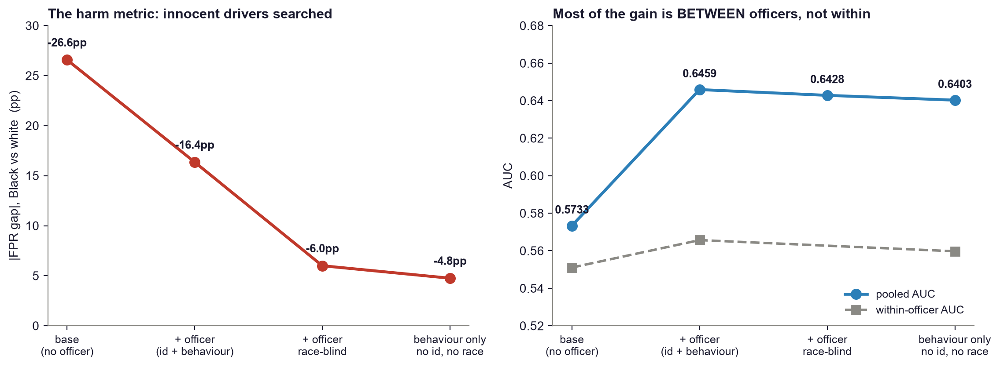 The harm metric: innocent drivers searched
30
25
20
15
10
5
0
|FPR gap|, Black vs white (pp)
-26.6pp
-16.4pp
-6.0pp
-4.8pp
base
(no officer)
+ officer
(id + behaviour)
+ officer
race-blind
behaviour only
no id, no race
Most of the gain is BETWEEN officers, not within
0.68
0.66
0.64
0.62
0.60
0.58
0.56
0.54
0.52
AUC
0.5733
0.6459
0.6428
0.6403
pooled AUC
within-officer AUC
base
(no officer)
+ officer
(id + behaviour)
+ officer
race-blind
behaviour only
no id, no race